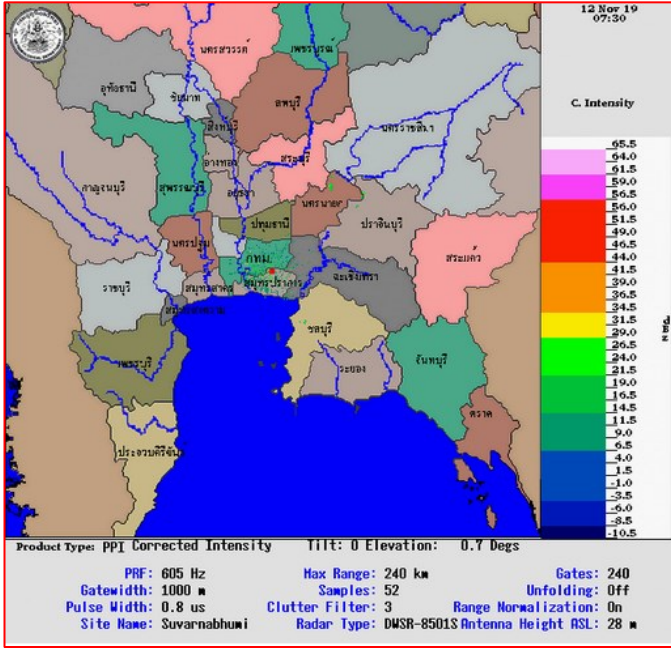 12 Nov 19
07:30
C. Intensity
นครสวรรค์
เพชรบูรณ์
อุทัยธานี
ชัยนาท
ลพบุรี
สิงห์บุรี
นครราชสีมา
อ่างทอง
สระบุรี
กาญจนบุรี
สุพรรณบุรี
อยุธยา
นครนายก
ปราจีนบุรี
ปทุมธานี
นครปฐม
สระแก้ว
กทม.
ฉะเชิงเทรา
ราชบุรี
สมุทรสาคร
สมุทรปราการ
ชลบุรี
เพชรบุรี
ระยอง
จันทบุรี
ตราด
ประจวบคีรีขันธ์
65.5
64.0
61.5
59.0
56.5
56.0
51.5
49.0
46.5
44.0
41.5
39.0
36.5
34.0
31.5
29.0
26.5
24.0
21.5
19.0
16.5
14.5
11.5
9.0
6.5
4.0
1.5
-1.0
-3.5
-6.0
-8.5
-10.5
Product Type: PPI Corrected Intensity Tilt: 0 Elevation: 0.7 Degs
PRF: 605 Hz Max Range: 240 km Gates: 240
Gatewidth: 1000 m Samples: 52 Unfolding: Off
Pulse Width: 0.8 us Clutter Filter: 3 Range Normalization: On
Site Name: Suvarnabhumi Radar Type: DWSR-8501S Antenna Height ASL: 28 m